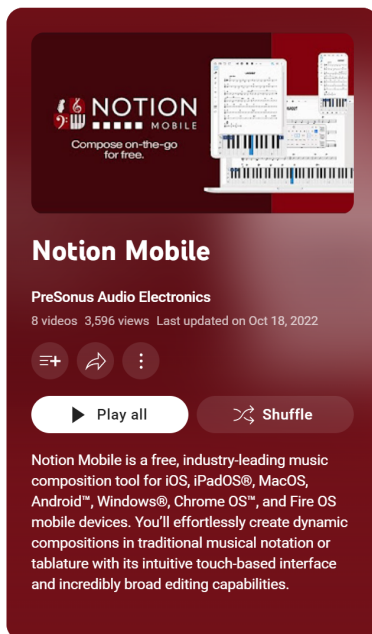 NOTION
MOBILE
Compose on-the-go
for free.
Notion Mobile
PreSonus Audio Electronics
8 videos 3,596 views Last updated on Oct 18, 2022
Play all
Shuffle
Notion Mobile is a free, industry-leading music
composition tool for iOS, iPadOS®, MacOS,
Android™, Windows®, Chrome OS™, and Fire OS
mobile devices. You’ll effortlessly create dynamic
compositions in traditional musical notation or
tablature with its intuitive touch-based interface
and incredibly broad editing capabilities.